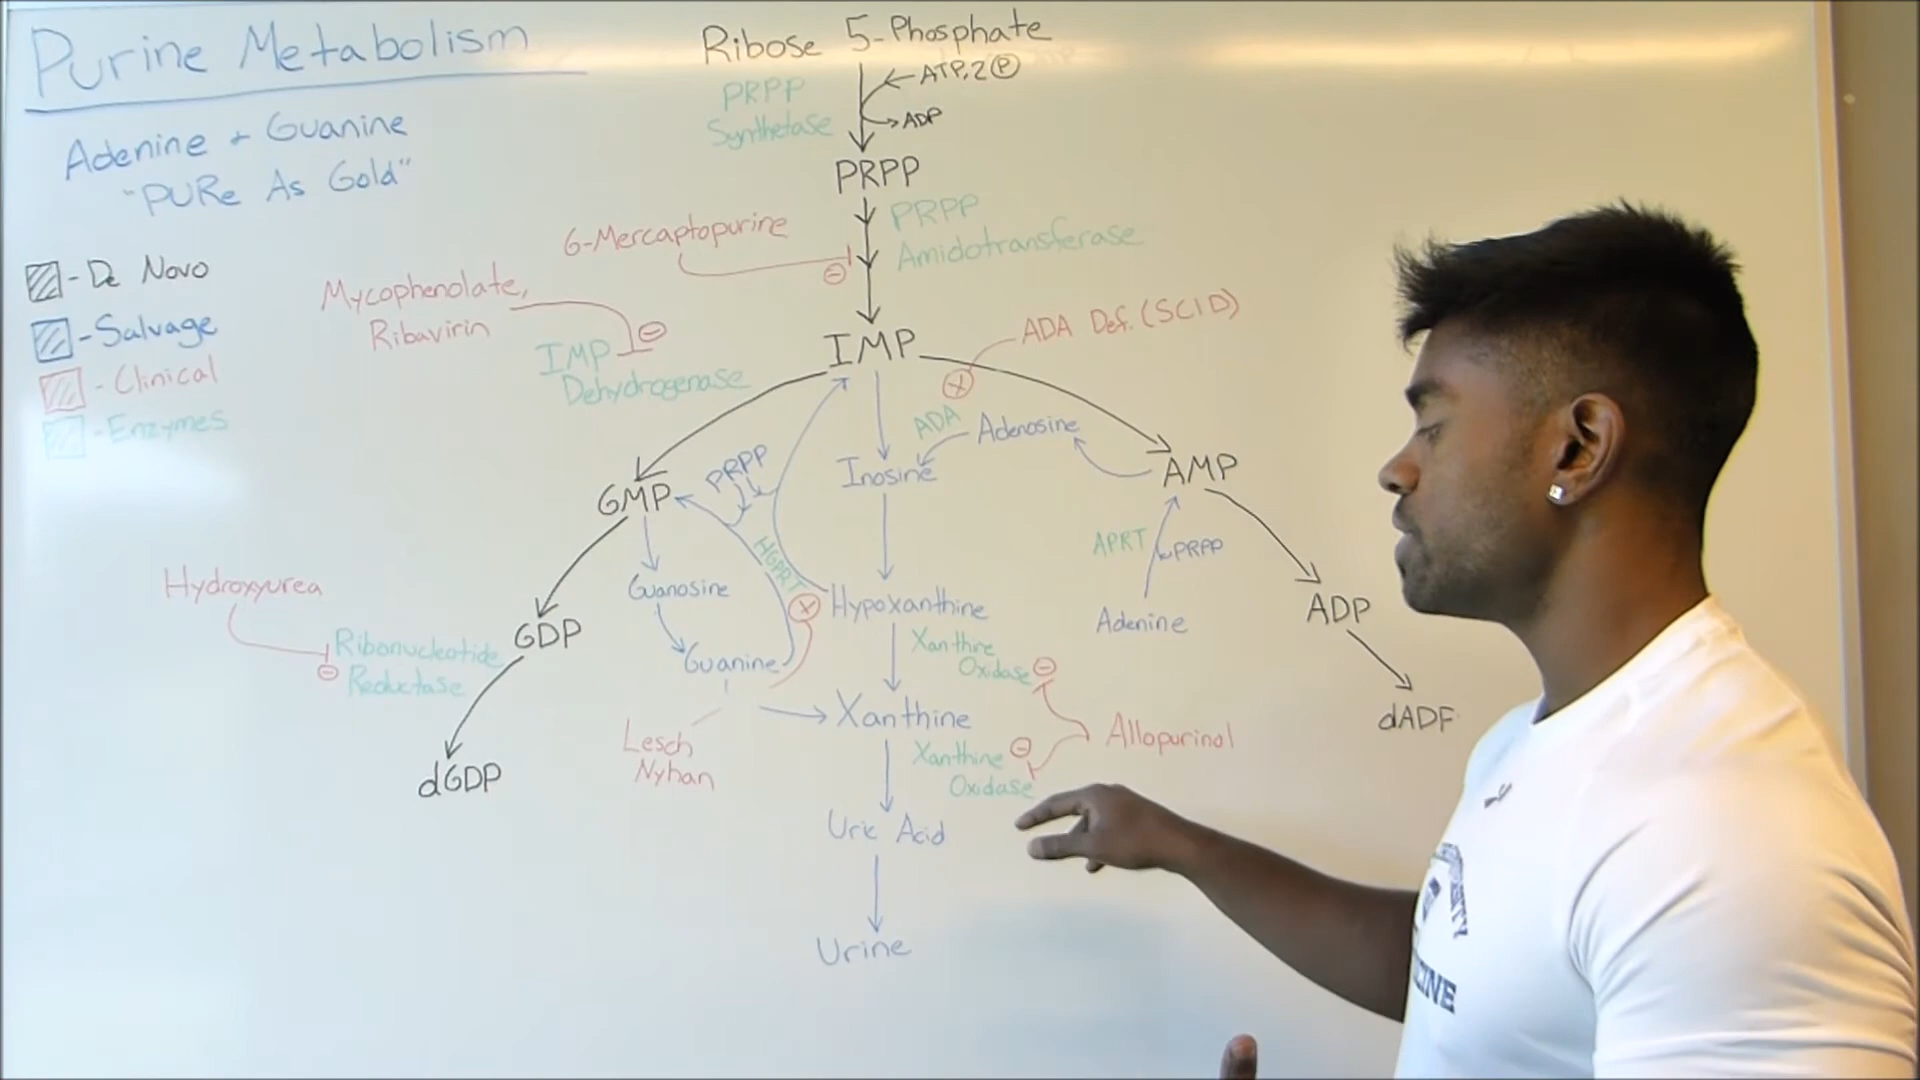 Purine Metabolism
Adenine + Guanine
"PURe As Gold"
- De Novo
- Salvage
- Clinical
- Enzymes
Ribose 5-Phosphate
ATP, 2 P
ADP
PRPP
Synthetase
PRPP
PRPP
Amidotransferase
6-Mercaptopurine
Mycophenolate,
Ribavirin
IMP
Dehydrogenase
IMP
ADA Def. (SCID)
ADA
Adenosine
Inosine
AMP
GMP
PRPP
HGPRT
APRT
PRPP
Adenine
Guanosine
Guanine
Hypoxanthine
Hydroxyurea
Ribonucleotide
Reductase
GDP
ADP
Xanthine
Oxidase
Xanthine
Lesch
Nyhan
Xanthine
Oxidase
Allopurinol
dGDP
dADP
Uric Acid
Urine